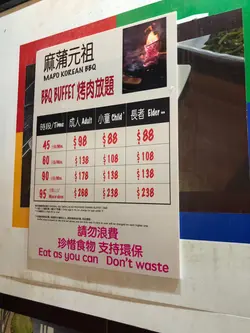 麻蒲元祖
MAPO KOREAN BBQ
BBQ BUFFET 烤肉放題
時段/Time 成人 Adult 小童 Child 長者 Elder
45 $98 $88 $88
60 $138 $108 $108
80 $178 $138 $138
95 $288 $238 $238
請勿浪費
珍惜食物 支持環保
Eat as you can Don't waste